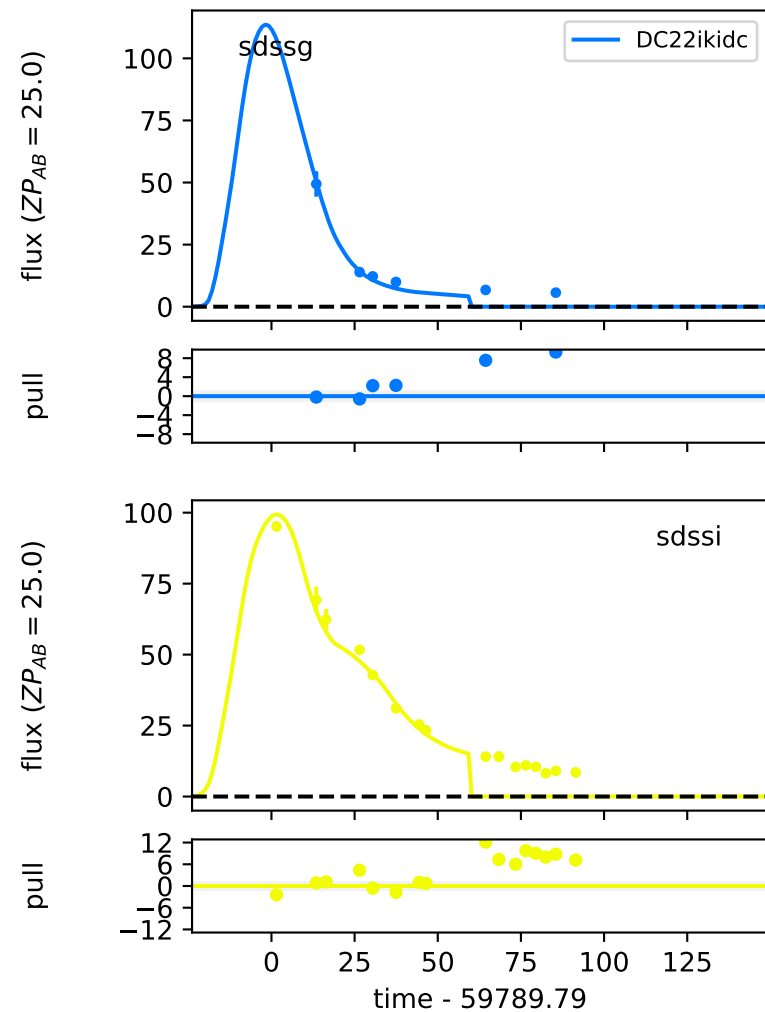 sdssg
DC22ikidc
flux (ZP_AB = 25.0)
100
75
50
25
0
pull
8
4
0
−4
−8
sdssi
flux (ZP_AB = 25.0)
100
75
50
25
0
pull
12
6
0
−6
−12
0 25 50 75 100 125
time - 59789.79